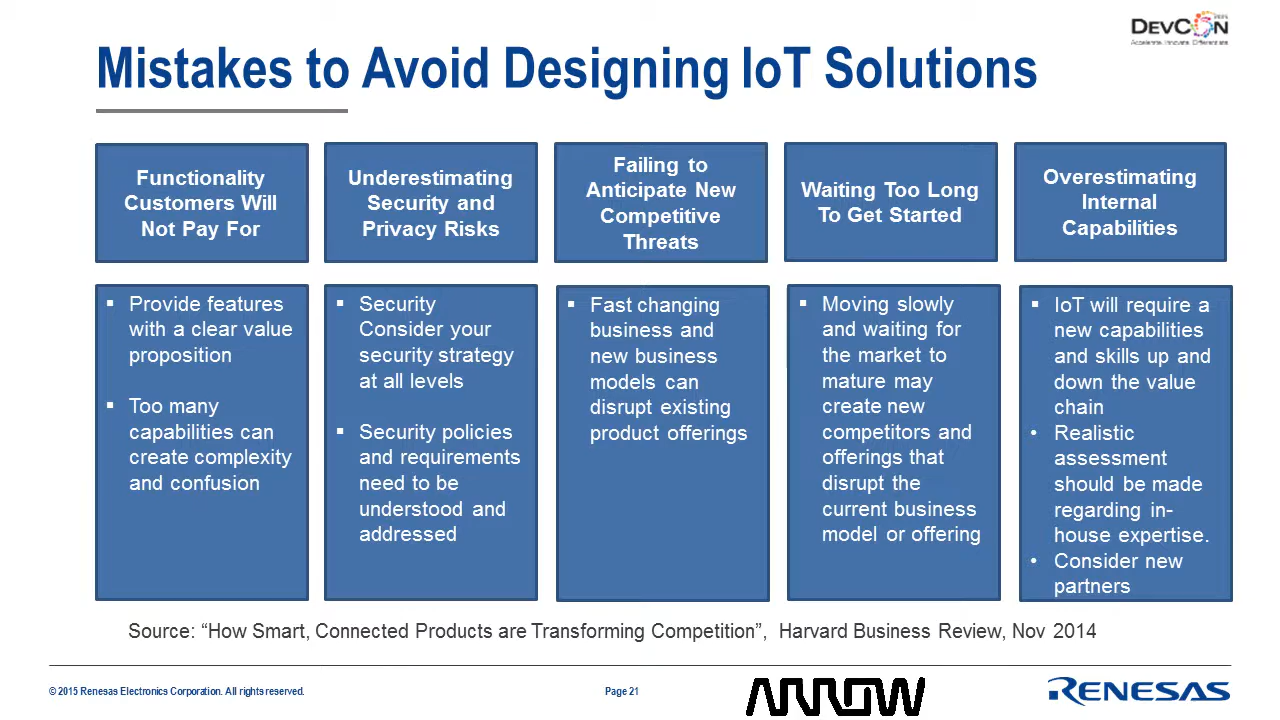 DEVCON
Accelerate. Innovate. Differentiate.
Mistakes to Avoid Designing IoT Solutions
Functionality
Customers Will
Not Pay For
Underestimating
Security and
Privacy Risks
Failing to
Anticipate New
Competitive
Threats
Waiting Too Long
To Get Started
Overestimating
Internal
Capabilities
▪ Provide features
with a clear value
proposition
▪ Too many
capabilities can
create complexity
and confusion
▪ Security
Consider your
security strategy
at all levels
▪ Security policies
and requirements
need to be
understood and
addressed
▪ Fast changing
business and
new business
models can
disrupt existing
product offerings
▪ Moving slowly
and waiting for
the market to
mature may
create new
competitors and
offerings that
disrupt the
current business
model or offering
▪ IoT will require a
new capabilities
and skills up and
down the value
chain
• Realistic
assessment
should be made
regarding in-
house expertise.
• Consider new
partners
Source: “How Smart, Connected Products are Transforming Competition”, Harvard Business Review, Nov 2014
© 2015 Renesas Electronics Corporation. All rights reserved.
Page 21
ARROW
RENESAS